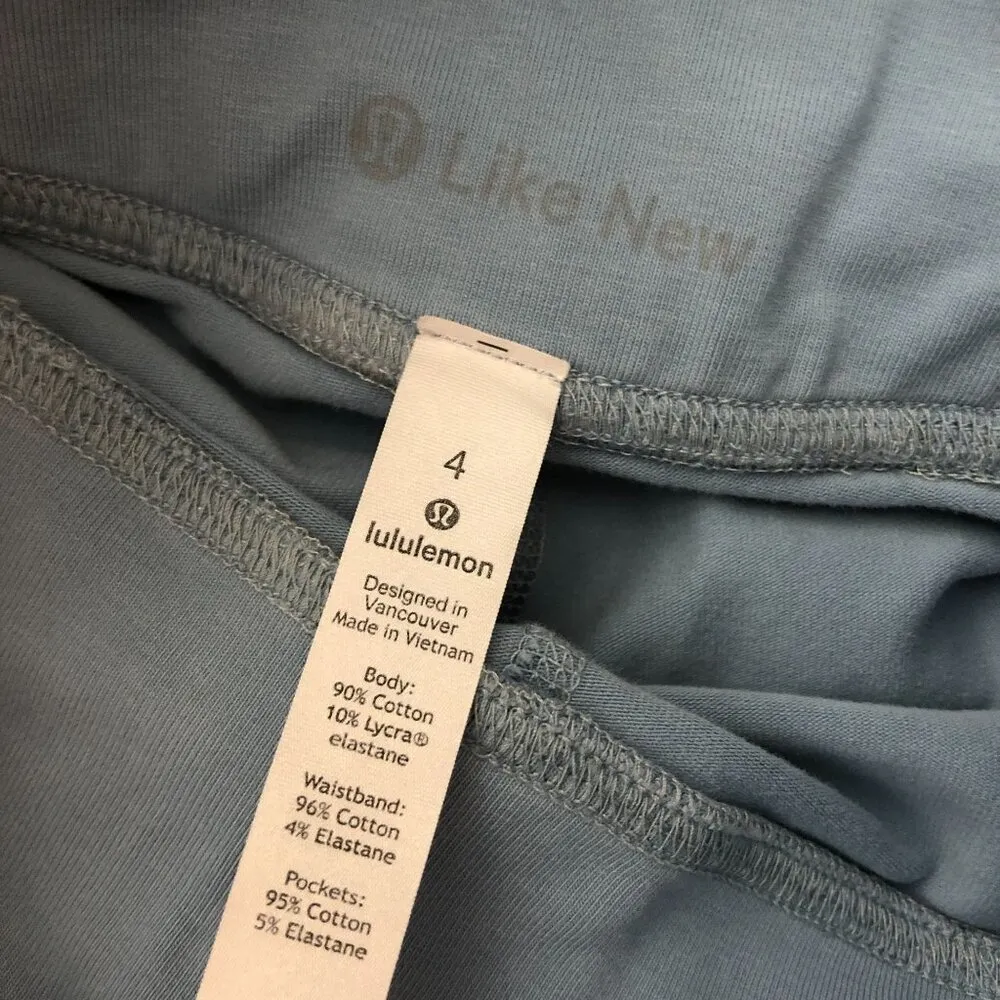 Like New
4
lululemon
Designed in
Vancouver
Made in Vietnam
Body:
90% Cotton
10% Lycra®
elastane
Waistband:
96% Cotton
4% Elastane
Pockets:
95% Cotton
5% Elastane